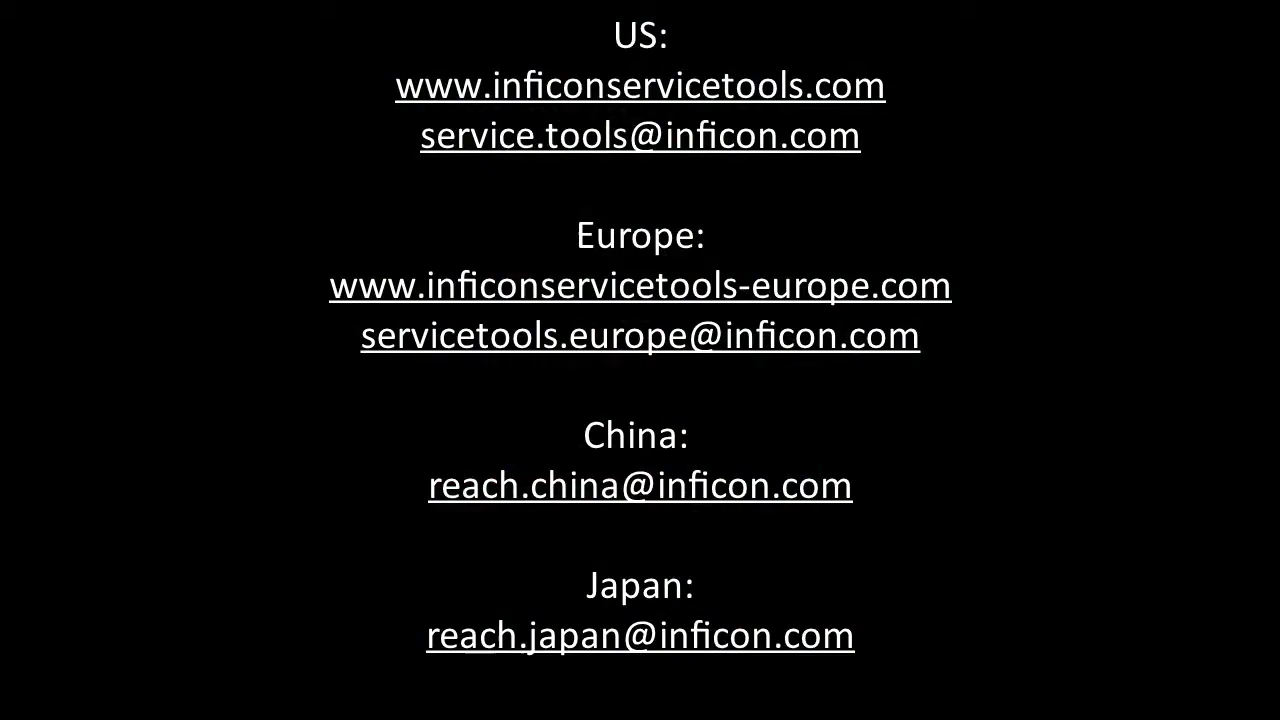 US:
www.inficonservicetools.com
service.tools@inficon.com
Europe:
www.inficonservicetools-europe.com
servicetools.europe@inficon.com
China:
reach.china@inficon.com
Japan:
reach.japan@inficon.com